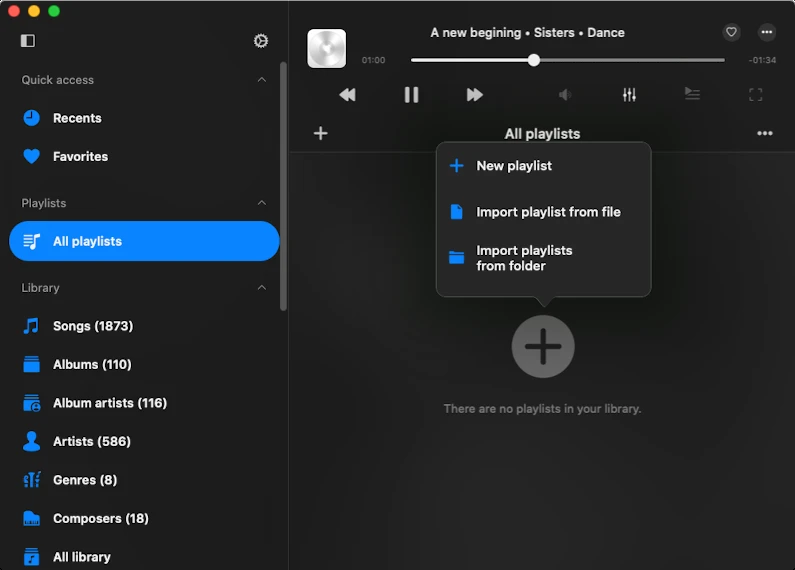 A new begining • Sisters • Dance
01:00
-01:34
Quick access
Recents
Favorites
Playlists
All playlists
Library
Songs (1873)
Albums (110)
Album artists (116)
Artists (586)
Genres (8)
Composers (18)
All library
All playlists
New playlist
Import playlist from file
Import playlists
from folder
There are no playlists in your library.